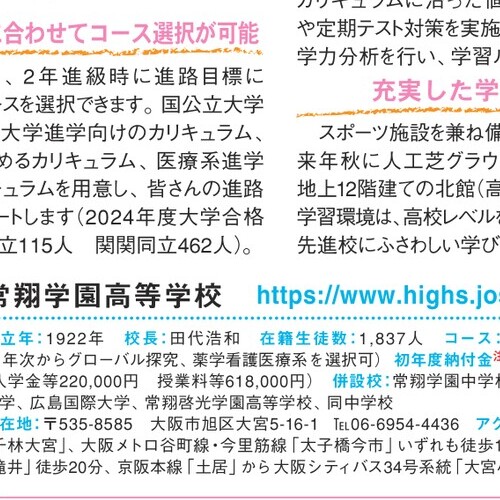 に合わせてコース選択が可能
、2年進級時に進路目標に
ースを選択できます。国公立大学
大学進学向けのカリキュラム、
めるカリキュラム、医療系進学
キュラムを用意し、皆さんの進路
ートします(2024年度大学合格
立115人 関関同立462人)。
カリキュラムに沿った個
や定期テスト対策を実施
学力分析を行い、学習
充実した学
スポーツ施設を兼ね備
来年秋に人工芝グラウ
地上12階建ての北館(高
学習環境は、高校レベルを
先進校にふさわしい学び
常翔学園高等学校 https://www.highs.jos
立年:1922年 校長:田代浩和 在籍生徒数:1,837人 コース:
年次からグローバル探究、薬学看護医療系を選択可) 初年度納付金注
入学金等220,000円 授業料等618,000円) 併設校:常翔学園中学校
学、広島国際大学、常翔啓光学園高等学校、同中学校
在地:〒535-8585 大阪市旭区大宮5-16-1 ℡06-6954-4436 アク
千林大宮」、大阪メトロ谷町線・今里筋線「太子橋今市」いずれも徒歩1
滝井」徒歩20分、京阪本線「土居」から大阪シティバス34号系統「大宮